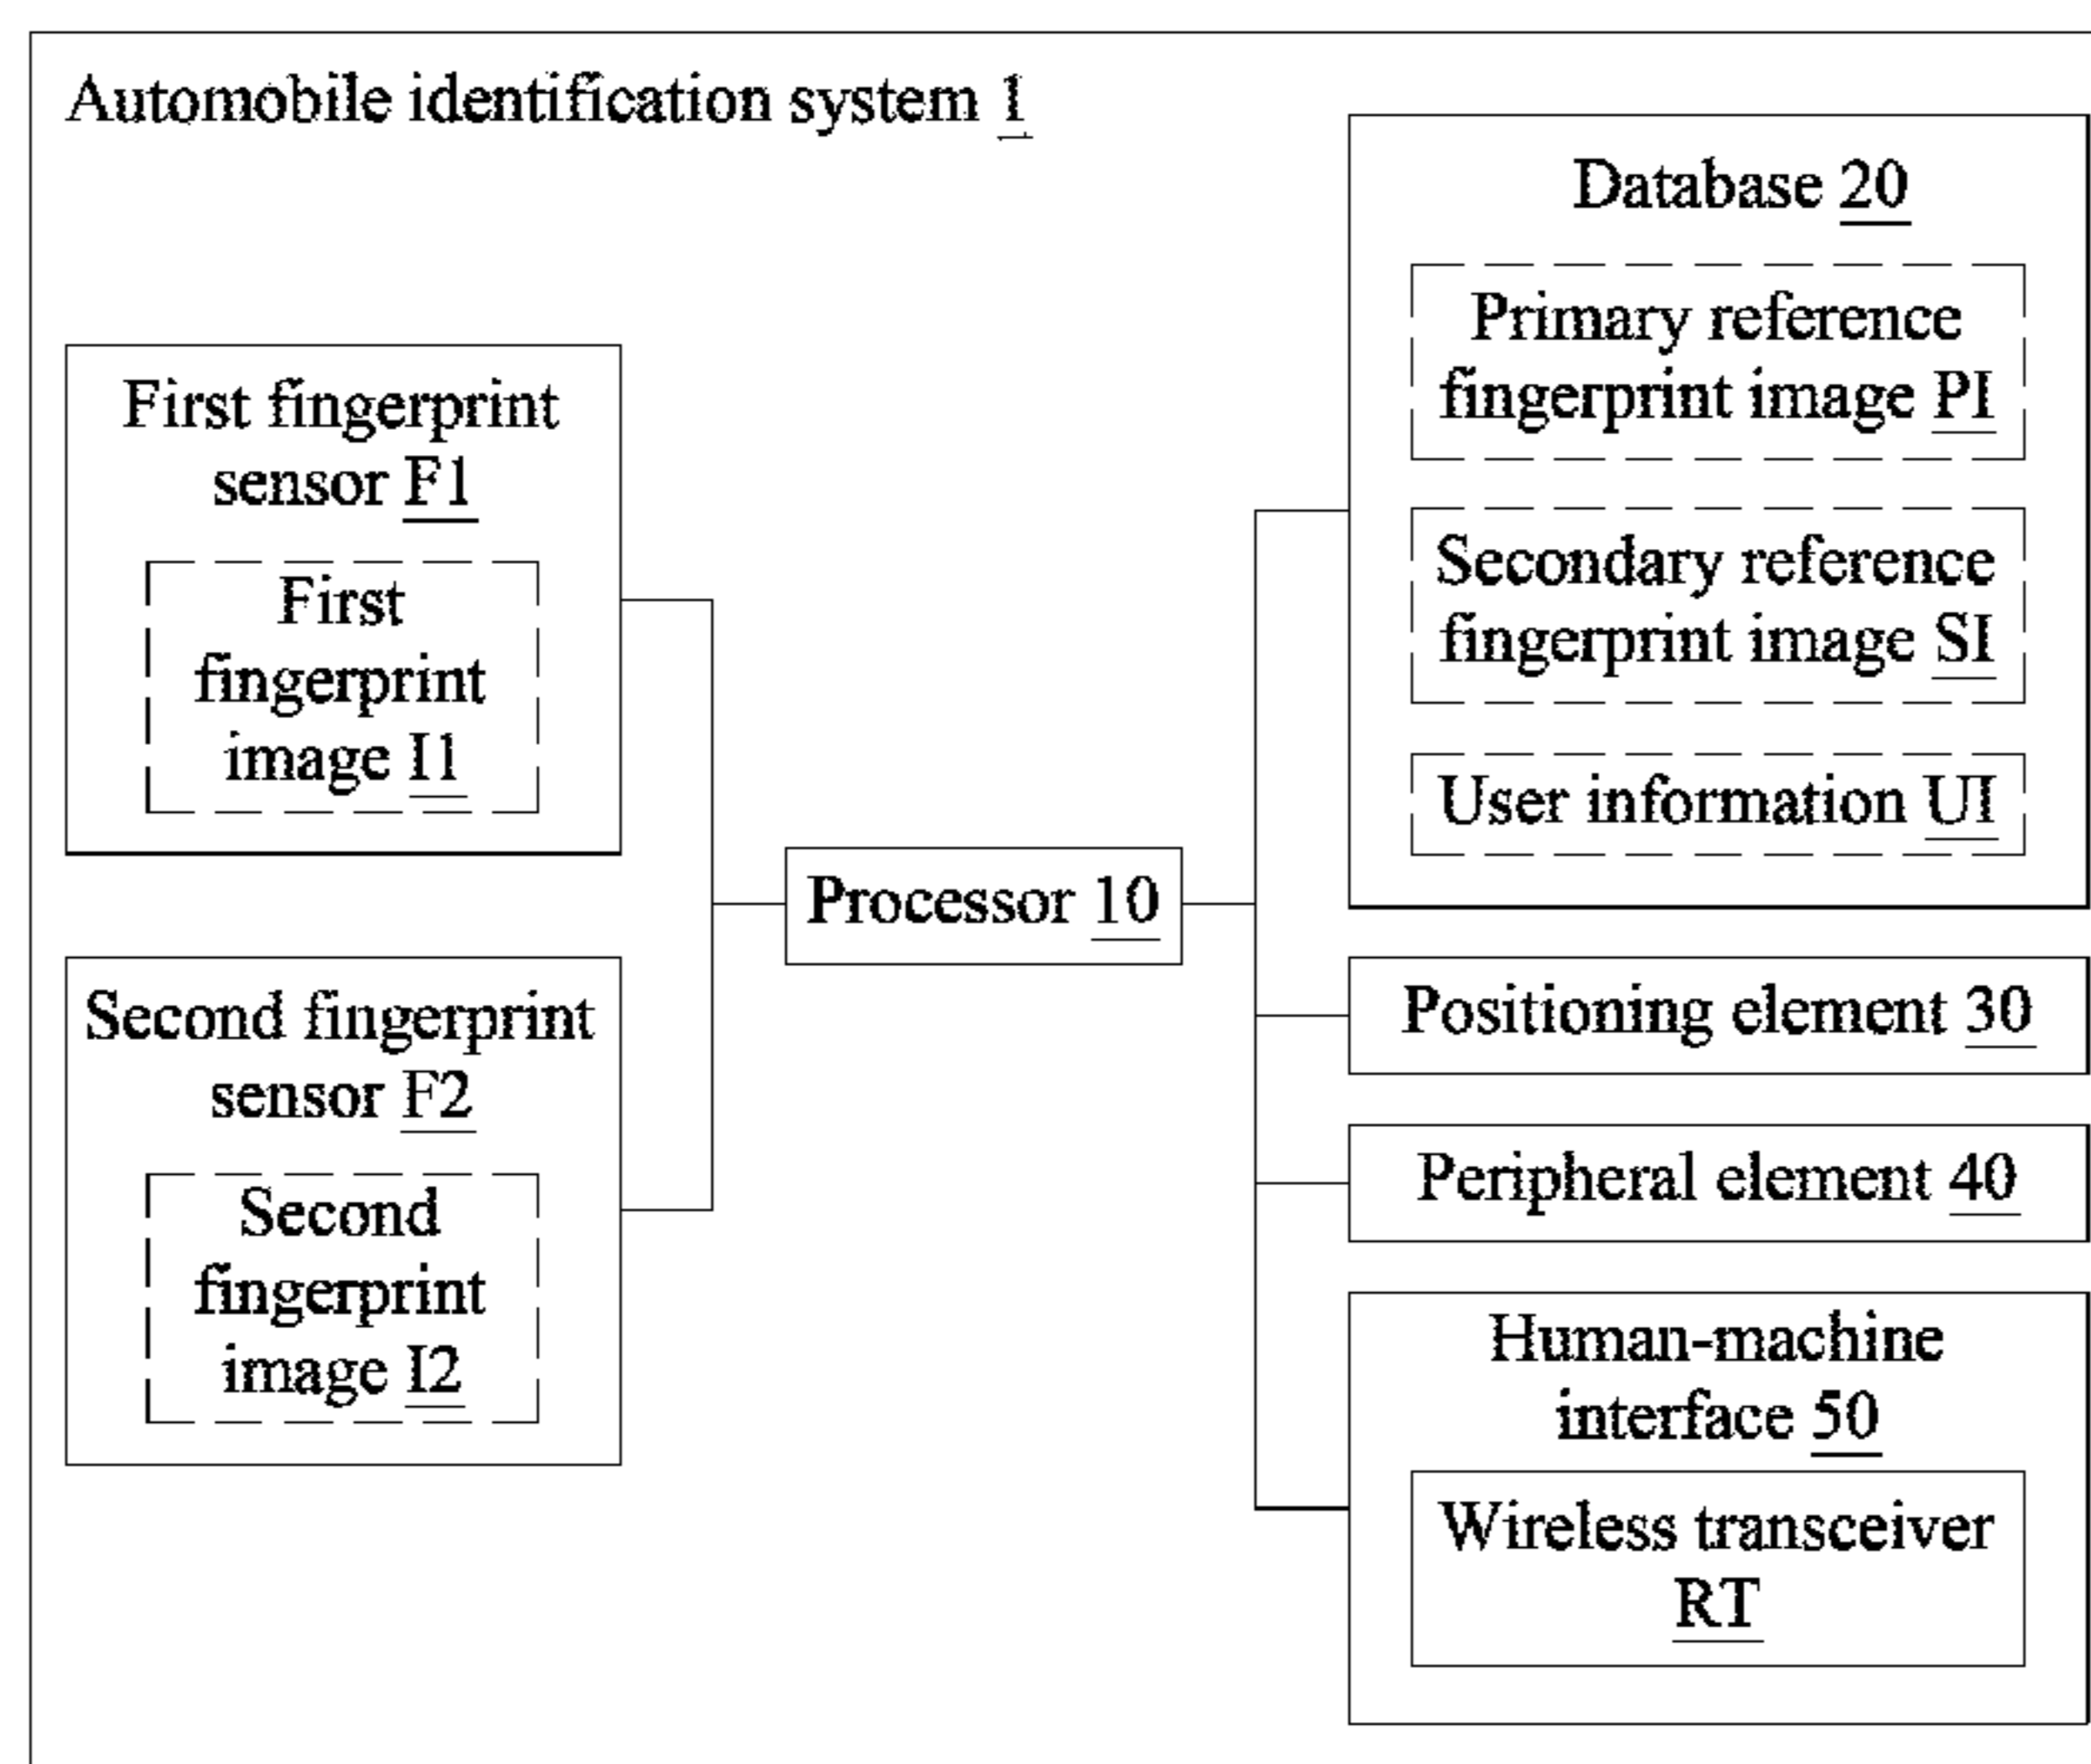 Automobile identification system 1
First fingerprint
sensor F1
First
fingerprint
image I1
Second fingerprint
sensor F2
Second
fingerprint
image I2
Processor 10
Database 20
Primary reference
fingerprint image PI
Secondary reference
fingerprint image SI
User information UI
Positioning element 30
Peripheral element 40
Human-machine
interface 50
Wireless transceiver
RT